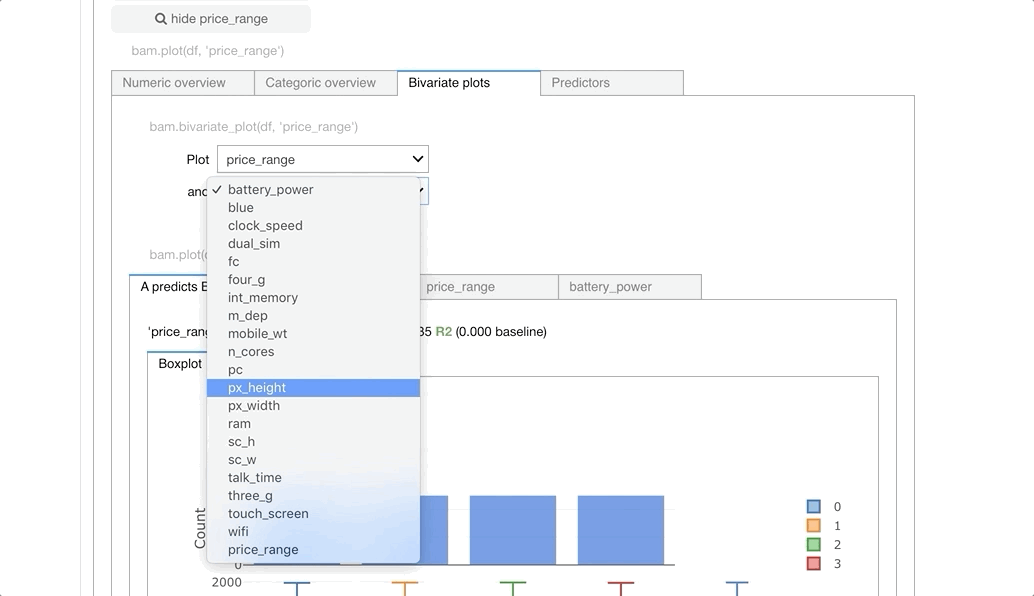 hide price_range
bam.plot(df, 'price_range')
Numeric overview
Categoric overview
Bivariate plots
Predictors
bam.bivariate_plot(df, 'price_range')
Plot
price_range
and
battery_power
blue
clock_speed
dual_sim
fc
four_g
int_memory
m_dep
mobile_wt
n_cores
pc
px_height
px_width
ram
sc_h
sc_w
talk_time
three_g
touch_screen
wifi
price_range
bam.plot(
A predicts
price_range
battery_power
'price_rang
35 R2 (0.000 baseline)
Boxplot
Count
0
2000
0
1
2
3